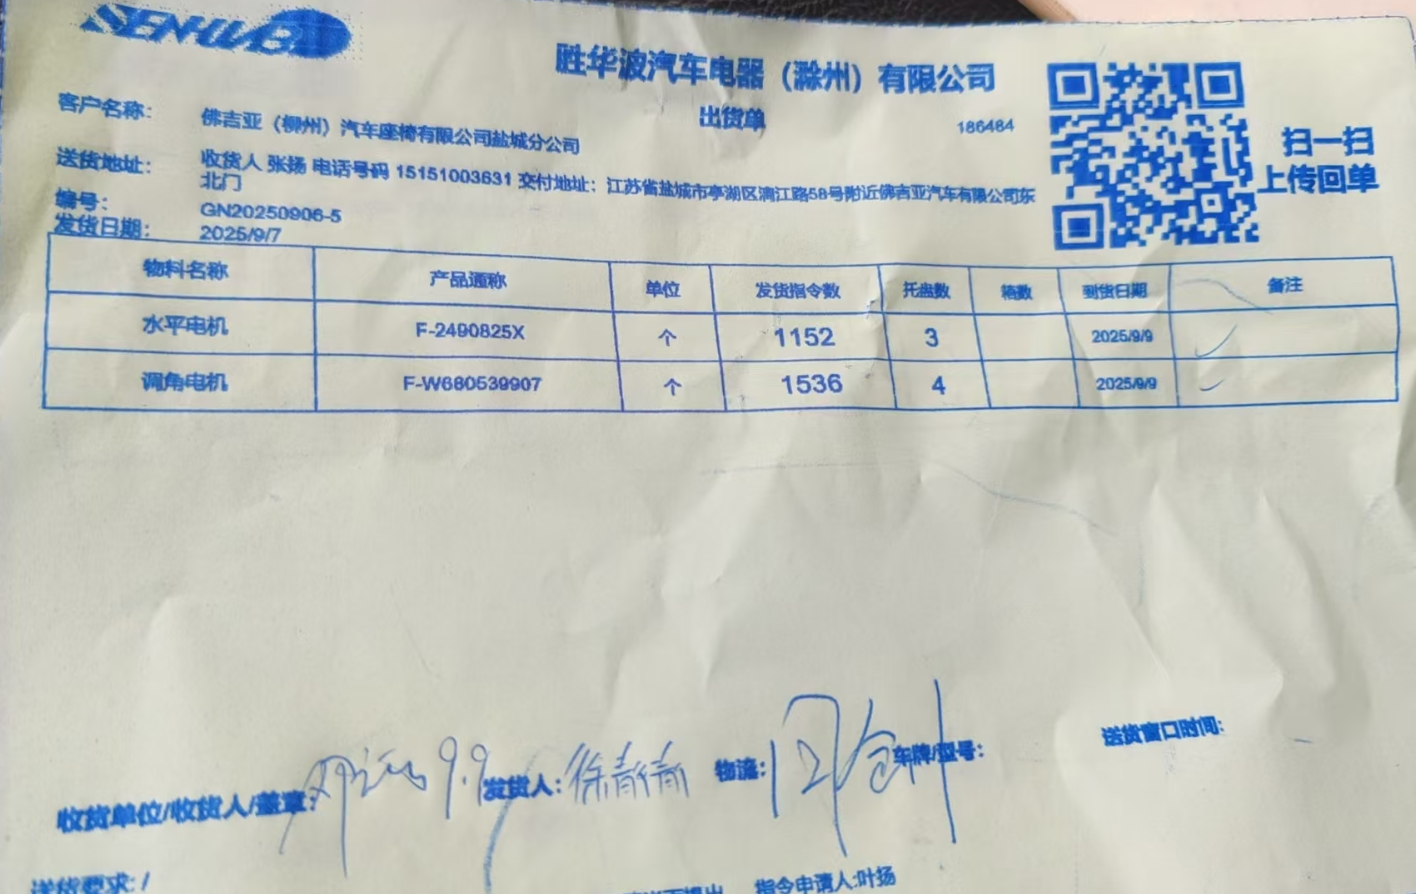 SENWB
胜华波汽车电器（滁州）有限公司
出货单
186484
扫一扫
上传回单
客户名称： 佛吉亚（柳州）汽车座椅有限公司盐城分公司
送货地址： 收货人 张扬 电话号码 15151003631 交付地址：江苏省盐城市亭湖区漓江路58号附近佛吉亚汽车有限公司东
北门
编号： GN20250906-5
发货日期： 2025/9/7
物料名称 产品通称 单位 发货指令数 托盘数 箱数 到货日期 备注
水平电机 F-2490825X 个 1152 3 2025/9/9
调角电机 F-W680539907 个 1536 4 2025/9/9
收货单位/收货人/盖章： 9.9 发货人：徐青青 物流： 车牌/型号： 送货窗口时间：
送货要求：/
指令申请人:叶扬